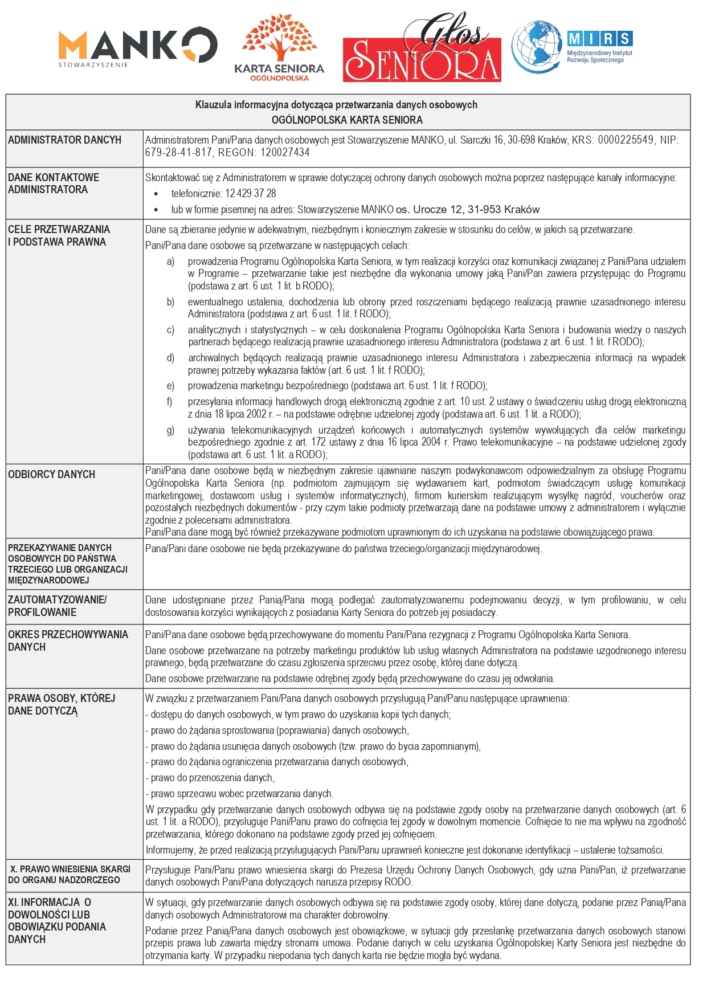 MANKO
STOWARZYSZENIE
KARTA SENIORA
OGÓLNOPOLSKA
Głos
SENIORA
MIRS
Międzynarodowy Instytut
Rozwoju Społecznego
Klauzula informacyjna dotycząca przetwarzania danych osobowych
OGÓLNOPOLSKA KARTA SENIORA
ADMINISTRATOR DANCYH
Administratorem Pani/Pana danych osobowych jest Stowarzyszenie MANKO, ul. Siarczki 16, 30-698 Kraków, KRS: 0000225549, NIP:
679-28-41-817, REGON: 120027434
DANE KONTAKTOWE
ADMINISTRATORA
Skontaktować się z Administratorem w sprawie dotyczącej ochrony danych osobowych można poprzez następujące kanały informacyjne:
• telefonicznie: 12 429 37 28
• lub w formie pisemnej na adres: Stowarzyszenie MANKO os. Urocze 12, 31-953 Kraków
CELE PRZETWARZANIA
I PODSTAWA PRAWNA
Dane są zbieranie jedynie w adekwatnym, niezbędnym i koniecznym zakresie w stosunku do celów, w jakich są przetwarzane.
Pani/Pana dane osobowe są przetwarzane w następujących celach:
a) prowadzenia Programu Ogólnopolska Karta Seniora, w tym realizacji korzyści oraz komunikacji związanej z Pani/Pana udziałem
w Programie – przetwarzanie takie jest niezbędne dla wykonania umowy jaką Pani/Pan zawiera przystępując do Programu
(podstawa z art. 6 ust. 1 lit. b RODO);
b) ewentualnego ustalenia, dochodzenia lub obrony przed roszczeniami będącego realizacją prawnie uzasadnionego interesu
Administratora (podstawa z art. 6 ust. 1 lit. f RODO);
c) analitycznych i statystycznych – w celu doskonalenia Programu Ogólnopolska Karta Seniora i budowania wiedzy o naszych
partnerach będącego realizacją prawnie uzasadnionego interesu Administratora (podstawa z art. 6 ust. 1 lit. f RODO);
d) archiwalnych będących realizacją prawnie uzasadnionego interesu Administratora i zabezpieczenia informacji na wypadek
prawnej potrzeby wykazania faktów (art. 6 ust. 1 lit. f RODO);
e) prowadzenia marketingu bezpośredniego (podstawa art. 6 ust. 1 lit. f RODO);
f) przesyłania informacji handlowych drogą elektroniczną zgodnie z art. 10 ust. 2 ustawy o świadczeniu usług drogą elektroniczną
z dnia 18 lipca 2002 r. – na podstawie odrębnie udzielonej zgody (podstawa art. 6 ust. 1 lit. a RODO);
g) używania telekomunikacyjnych urządzeń końcowych i automatycznych systemów wywołujących dla celów marketingu
bezpośredniego zgodnie z art. 172 ustawy z dnia 16 lipca 2004 r. Prawo telekomunikacyjne – na podstawie udzielonej zgody
(podstawa art. 6 ust. 1 lit. a RODO);
ODBIORCY DANYCH
Pani/Pana dane osobowe będą w niezbędnym zakresie ujawniane naszym podwykonawcom odpowiedzialnym za obsługę Programu
Ogólnopolska Karta Seniora (np. podmiotom zajmującym się wydawaniem kart, podmiotom świadczącym usługę komunikacji
marketingowej, dostawcom usług i systemów informatycznych), firmom kurierskim realizującym wysyłkę nagród, voucherów oraz
pozostałych niezbędnych dokumentów - przy czym takie podmioty przetwarzają dane na podstawie umowy z administratorem i wyłącznie
zgodnie z poleceniami administratora.
Pani/Pana dane mogą być również przekazywane podmiotom uprawnionym do ich uzyskania na podstawie obowiązującego prawa.
PRZEKAZYWANIE DANYCH
OSOBOWYCH DO PAŃSTWA
TRZECIEGO LUB ORGANIZACJI
MIĘDZYNARODOWEJ
Pana/Pani dane osobowe nie będą przekazywane do państwa trzeciego/organizacji międzynarodowej.
ZAUTOMATYZOWANIE/
PROFILOWANIE
Dane udostępniane przez Panią/Pana mogą podlegać zautomatyzowanemu podejmowaniu decyzji, w tym profilowaniu, w celu
dostosowania korzyści wynikających z posiadania Karty Seniora do potrzeb jej posiadaczy.
OKRES PRZECHOWYWANIA
DANYCH
Pani/Pana dane osobowe będą przechowywane do momentu Pani/Pana rezygnacji z Programu Ogólnopolska Karta Seniora.
Dane osobowe przetwarzane na potrzeby marketingu produktów lub usług własnych Administratora na podstawie uzgodnionego interesu
prawnego, będą przetwarzane do czasu zgłoszenia sprzeciwu przez osobę, której dane dotyczą.
Dane osobowe przetwarzane na podstawie odrębnej zgody będą przechowywane do czasu jej odwołania.
PRAWA OSOBY, KTÓREJ
DANE DOTYCZĄ
W związku z przetwarzaniem Pani/Pana danych osobowych przysługują Pani/Panu następujące uprawnienia:
- dostępu do danych osobowych, w tym prawo do uzyskania kopii tych danych;
- prawo do żądania sprostowania (poprawiania) danych osobowych,
- prawo do żądania usunięcia danych osobowych (tzw. prawo do bycia zapomnianym),
- prawo do żądania ograniczenia przetwarzania danych osobowych,
- prawo do przenoszenia danych,
- prawo sprzeciwu wobec przetwarzania danych.
W przypadku gdy przetwarzanie danych osobowych odbywa się na podstawie zgody osoby na przetwarzanie danych osobowych (art. 6
ust. 1 lit. a RODO), przysługuje Pani/Panu prawo do cofnięcia tej zgody w dowolnym momencie. Cofnięcie to nie ma wpływu na zgodność
przetwarzania, którego dokonano na podstawie zgody przed jej cofnięciem.
Informujemy, że przed realizacją przysługujących Pani/Panu uprawnień konieczne jest dokonanie identyfikacji – ustalenie tożsamości.
X. PRAWO WNIESIENIA SKARGI
DO ORGANU NADZORCZEGO
Przysługuje Pani/Panu prawo wniesienia skargi do Prezesa Urzędu Ochrony Danych Osobowych, gdy uzna Pani/Pan, iż przetwarzanie
danych osobowych Pani/Pana dotyczących narusza przepisy RODO.
XI. INFORMACJA O
DOWOLNOŚCI LUB
OBOWIĄZKU PODANIA
DANYCH
W sytuacji, gdy przetwarzanie danych osobowych odbywa się na podstawie zgody osoby, której dane dotyczą, podanie przez Panią/Pana
danych osobowych Administratorowi ma charakter dobrowolny.
Podanie przez Panią/Pana danych osobowych jest obowiązkowe, w sytuacji gdy przesłankę przetwarzania danych osobowych stanowi
przepis prawa lub zawarta między stronami umowa. Podanie danych w celu uzyskania Ogólnopolskiej Karty Seniora jest niezbędne do
otrzymania karty. W przypadku niepodania tych danych karta nie będzie mogła być wydana.